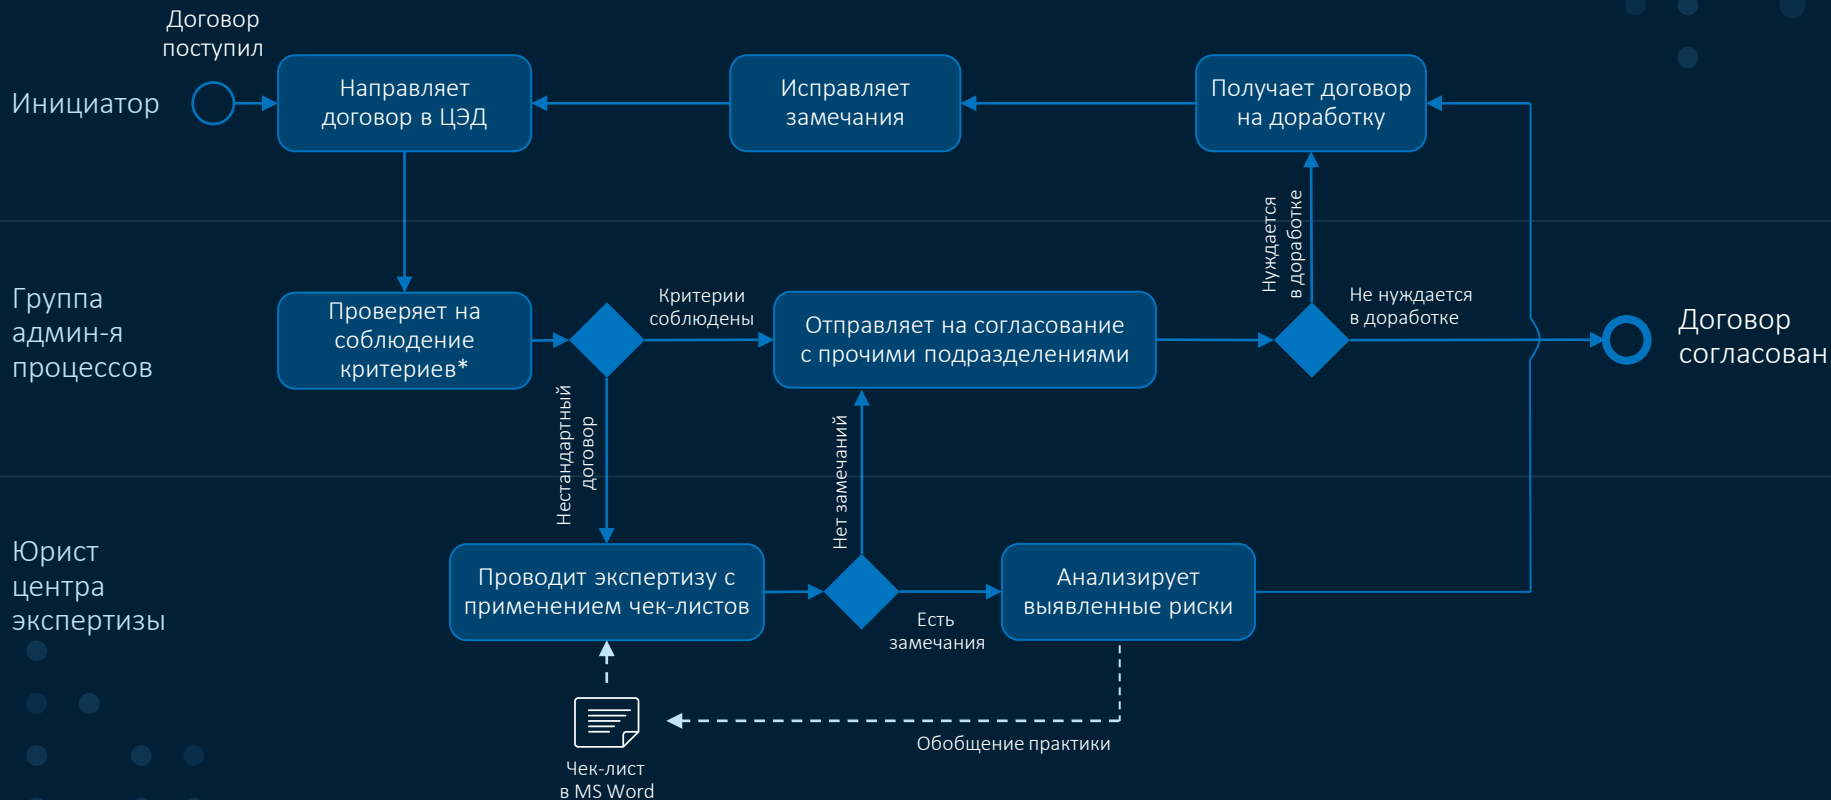 Договор
поступил
Инициатор
Направляет
договор в ЦЭД
Исправляет
замечания
Получает договор
на доработку
Нуждается
в доработке
Группа
админ-я
процессов
Проверяет на
соблюдение
критериев*
Критерии
соблюдены
Отправляет на согласование
с прочими подразделениями
Не нуждается
в доработке
Договор
согласован
Нестандартный
договор
Нет замечаний
Юрист
центра
экспертизы
Проводит экспертизу с
применением чек-листов
Есть
замечания
Анализирует
выявленные риски
Обобщение практики
Чек-лист
в MS Word